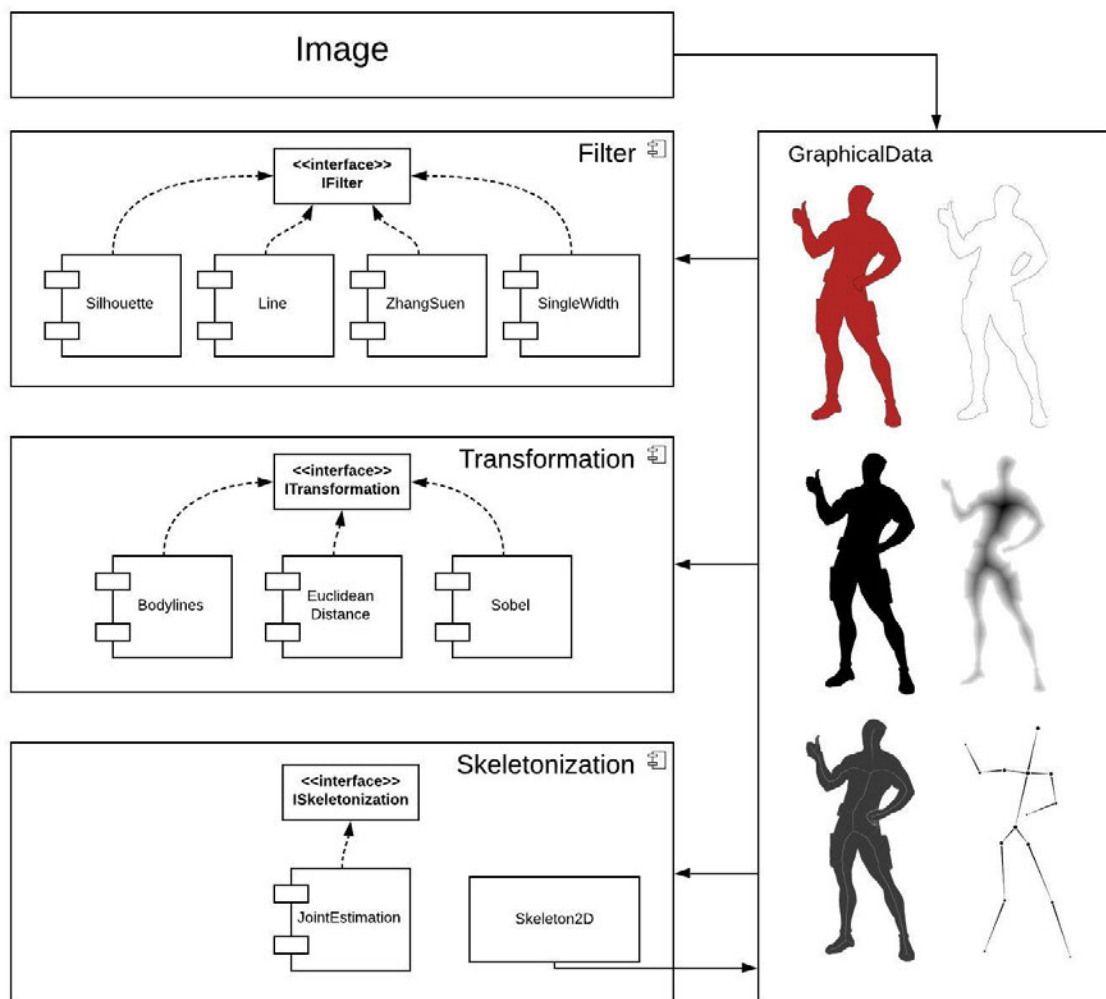 Image
Filter
<<interface>>
IFilter
Silhouette
Line
ZhangSuen
SingleWidth
Transformation
<<interface>>
ITransformation
Bodylines
Euclidean
Distance
Sobel
Skeletonization
<<interface>>
ISkeletonization
JointEstimation
Skeleton2D
GraphicalData